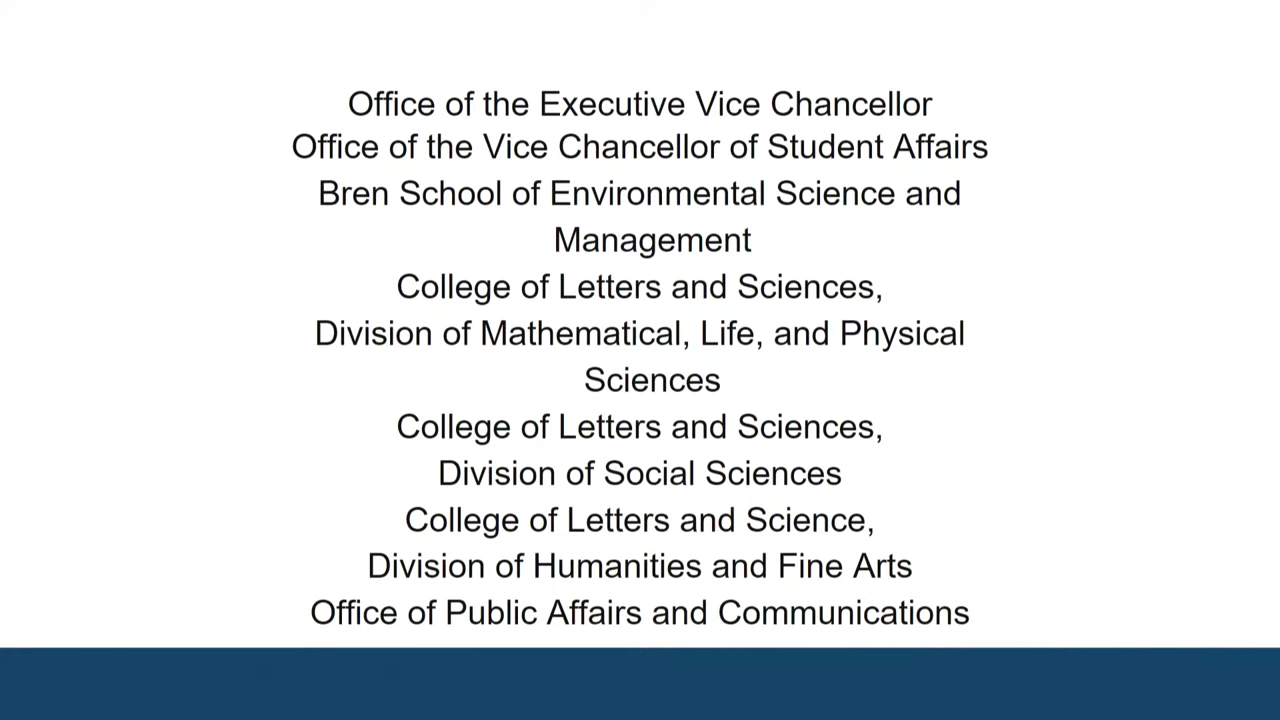 Office of the Executive Vice Chancellor
Office of the Vice Chancellor of Student Affairs
Bren School of Environmental Science and
Management
College of Letters and Sciences,
Division of Mathematical, Life, and Physical
Sciences
College of Letters and Sciences,
Division of Social Sciences
College of Letters and Science,
Division of Humanities and Fine Arts
Office of Public Affairs and Communications